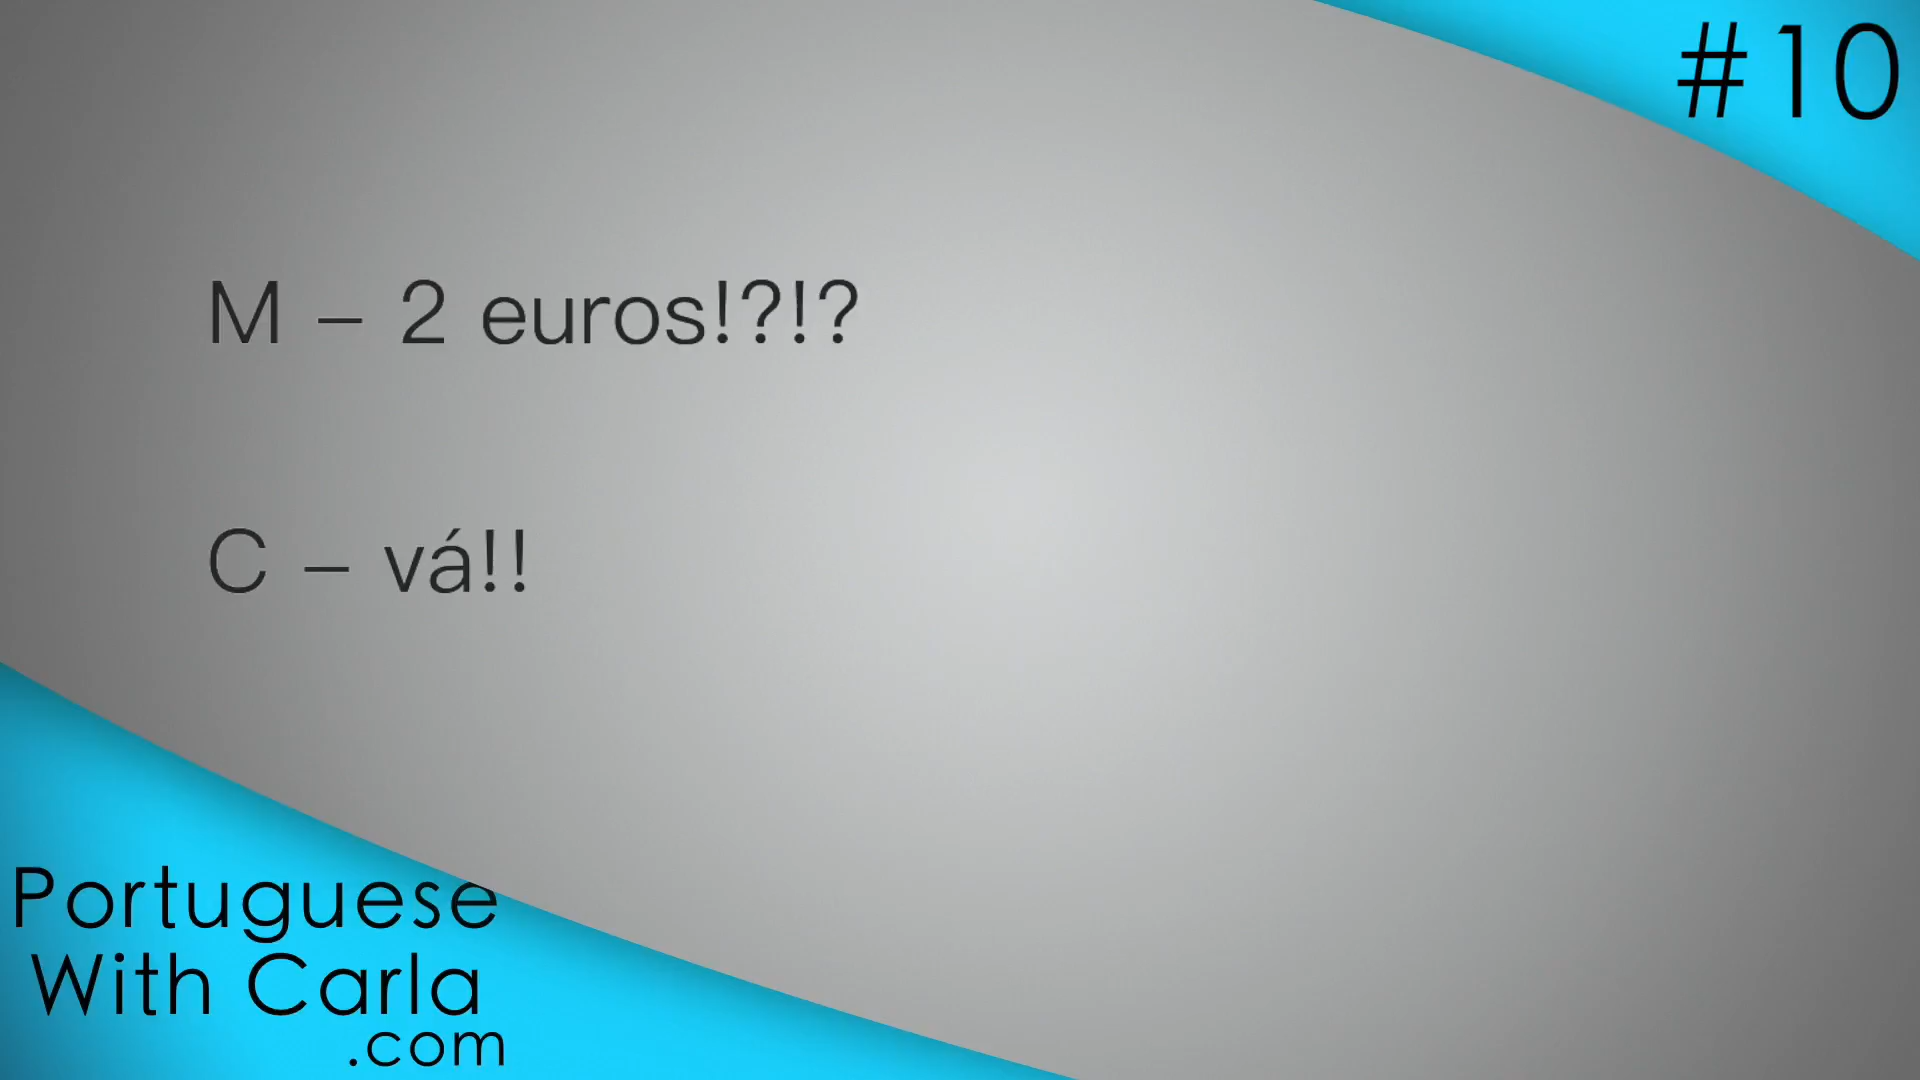 #10
M – 2 euros!?!?
C – vá!!
Portuguese
With Carla
.com